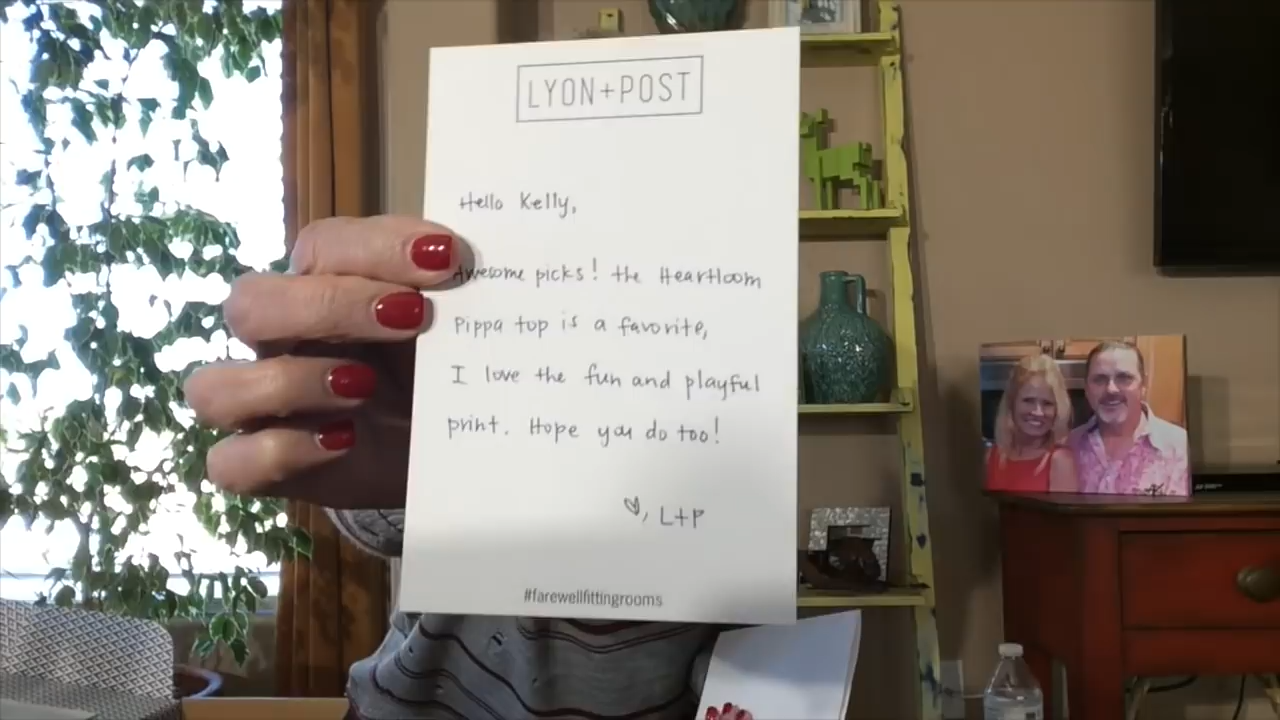 LYON+POST
Hello Kelly,
Awesome picks! the Heartloom
Pippa top is a favorite,
I love the fun and playful
print. Hope you do too!
♡, L+P
#farewellfittingrooms